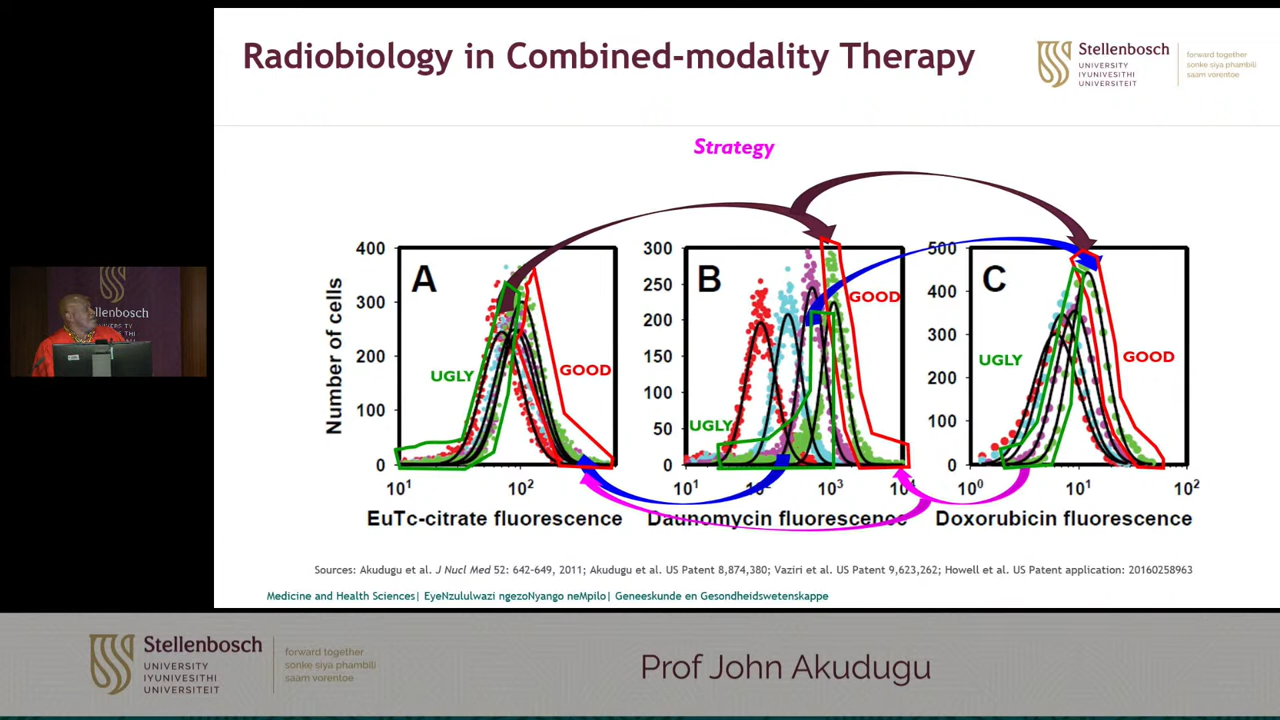 Radiobiology in Combined-modality Therapy
Stellenbosch
UNIVERSITY
IYUNIVESITHI
UNIVERSITEIT
forward together
sonke siya phambili
saam vorentoe
Strategy
A
UGLY
GOOD
Number of cells
400
300
200
100
0
10¹
10²
EuTc-citrate fluorescence
B
UGLY
GOOD
300
250
200
150
100
50
0
10¹
10³
Daunomycin fluorescence
C
UGLY
GOOD
500
400
300
200
100
0
10⁰
10¹
10²
Doxorubicin fluorescence
Sources: Akudugu et al. J Nucl Med 52: 642-649, 2011; Akudugu et al. US Patent 8,874,380; Vaziri et al. US Patent 9,623,262; Howell et al. US Patent application: 20160258963
Medicine and Health Sciences| EyeNzululwazi ngezoNyango neMpilo| Geneeskunde en Gesondheidswetenskappe
Stellenbosch
UNIVERSITY
IYUNIVESITHI
UNIVERSITEIT
forward together
sonke siya phambili
saam vorentoe
Prof John Akudugu